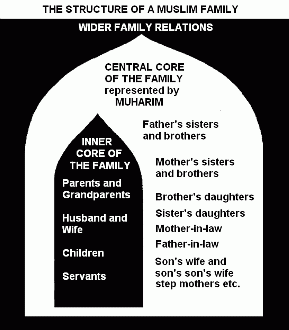 THE STRUCTURE OF A MUSLIM FAMILY
WIDER FAMILY RELATIONS
CENTRAL CORE
OF THE FAMILY
represented by
MUHARIM
INNER
CORE OF
THE FAMILY
Parents and
Grandparents
Husband and
Wife
Children
Servants
Father's sisters
and brothers
Mother's sisters
and brothers
Brother's daughters
Sister's daughters
Mother-in-law
Father-in-law
Son's wife and
son's son's wife
step mothers etc.